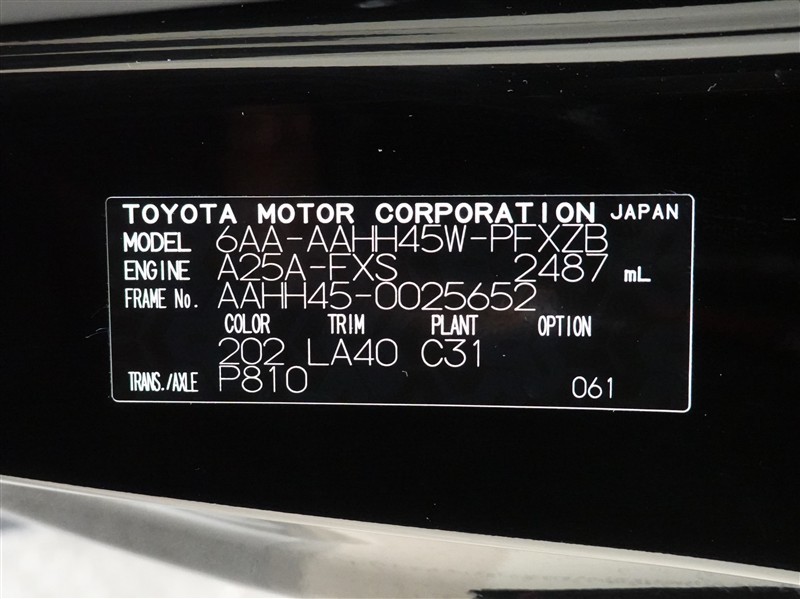 TOYOTA MOTOR CORPORATION JAPAN
MODEL 6AA-AAHH45W-PFXZB
ENGINE A25A-FXS 2487 mL
FRAME No. AAHH45-0025652
COLOR TRIM PLANT OPTION
202 LA40 C31
TRANS./AXLE P810 061